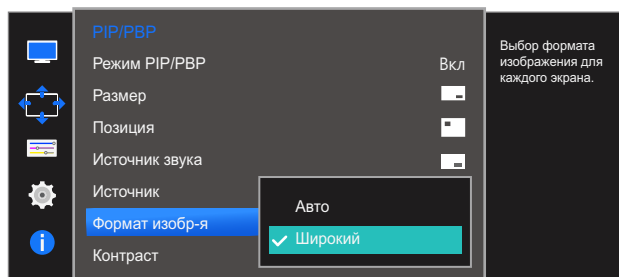 PIP/PBP
Режим PIP/PBP Вкл
Размер
Позиция
Источник звука
Источник
Формат изобр-я
Контраст
Авто
Широкий
Выбор формата
изображения для
каждого экрана.